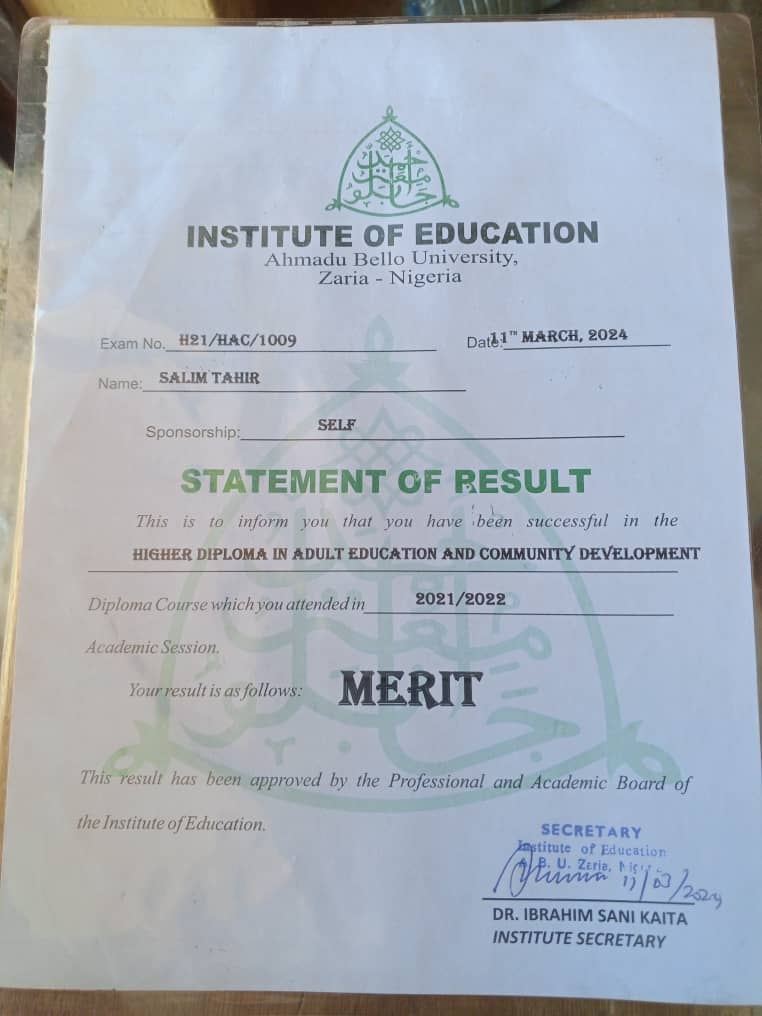 INSTITUTE OF EDUCATION
Ahmadu Bello University,
Zaria - Nigeria
Exam No. H21/HAC/1009 Date: 11TH MARCH, 2024
Name: SALIM TAHIR
Sponsorship: SELF
STATEMENT OF RESULT
This is to inform you that you have been successful in the
HIGHER DIPLOMA IN ADULT EDUCATION AND COMMUNITY DEVELOPMENT
Diploma Course which you attended in 2021/2022
Academic Session.
Your result is as follows: MERIT
This result has been approved by the Professional and Academic Board of
the Institute of Education.
SECRETARY
Institute of Education
A. B. U. Zaria,
11/03/2024
DR. IBRAHIM SANI KAITA
INSTITUTE SECRETARY